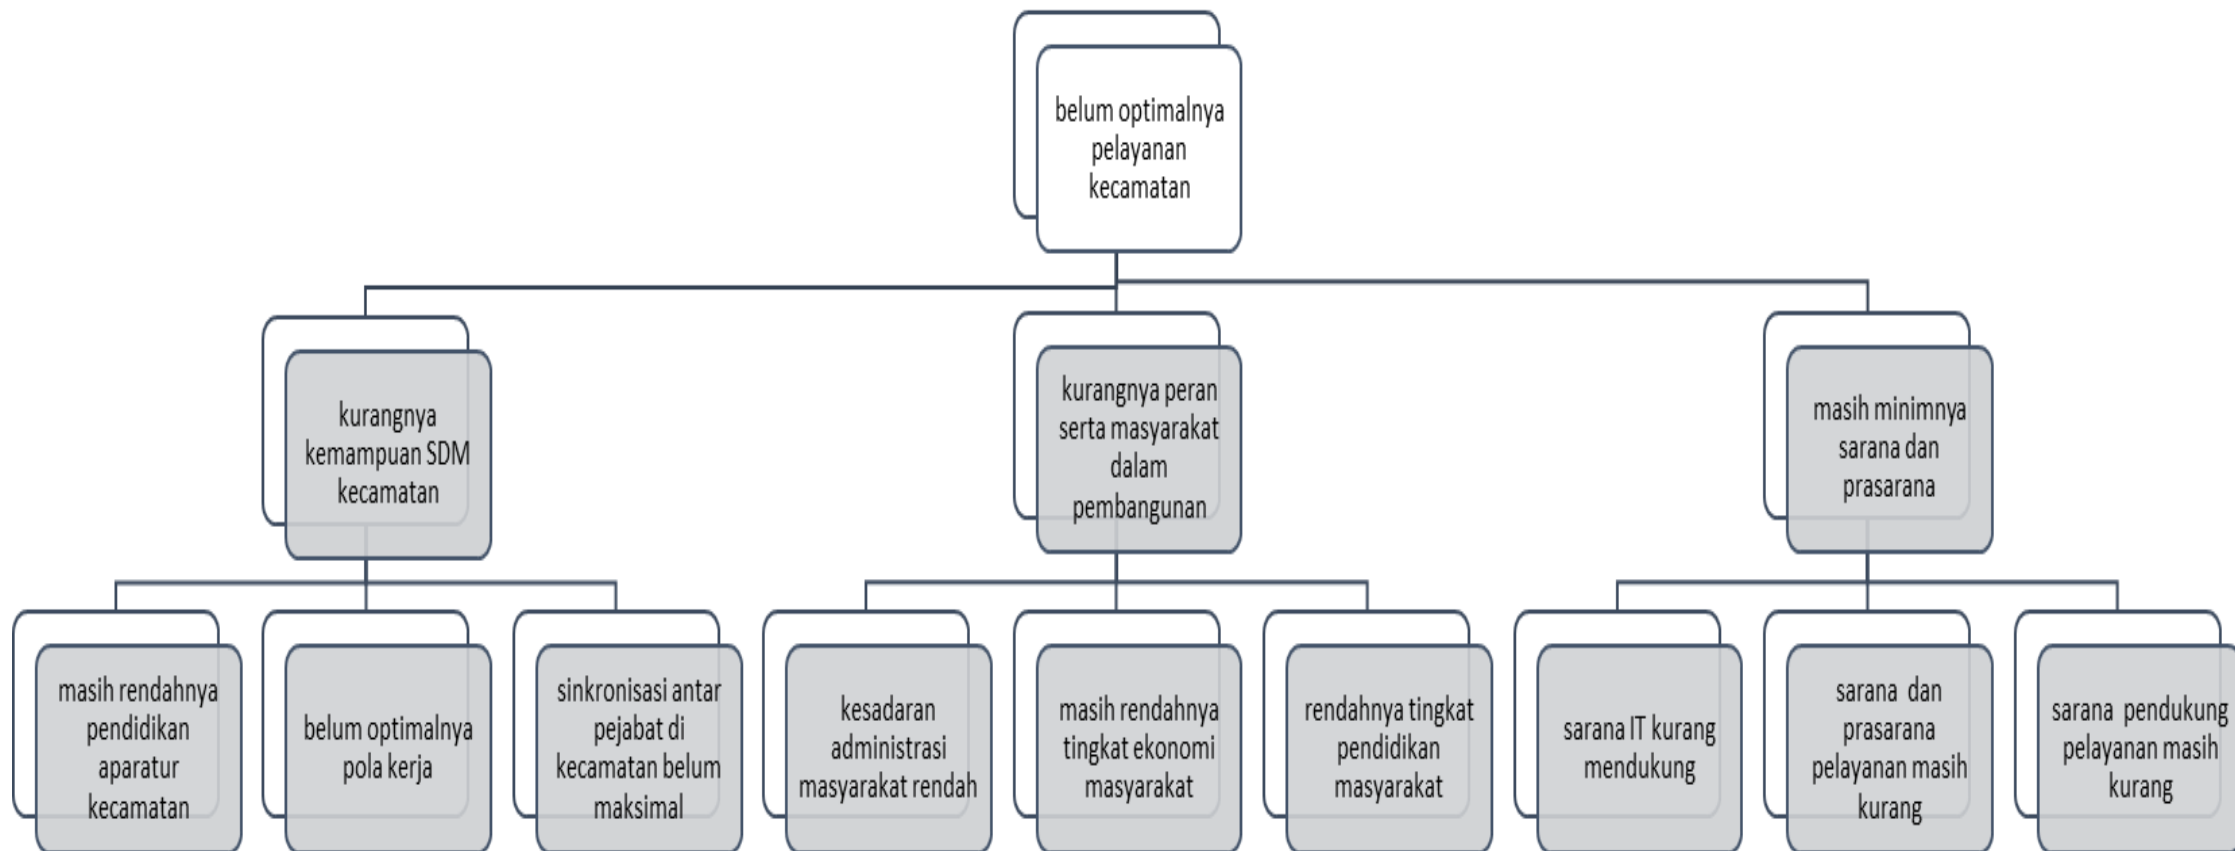 belum optimalnya
pelayanan
kecamatan
kurangnya
kemampuan SDM
kecamatan
kurangnya peran
serta masyarakat
dalam
pembangunan
masih minimnya
sarana dan
prasarana
masih rendahnya
pendidikan
aparatur
kecamatan
belum optimalnya
pola kerja
sinkronisasi antar
pejabat di
kecamatan belum
maksimal
kesadaran
administrasi
masyarakat rendah
masih rendahnya
tingkat ekonomi
masyarakat
rendahnya tingkat
pendidikan
masyarakat
sarana IT kurang
mendukung
sarana dan
prasarana
pelayanan masih
kurang
sarana pendukung
pelayanan masih
kurang